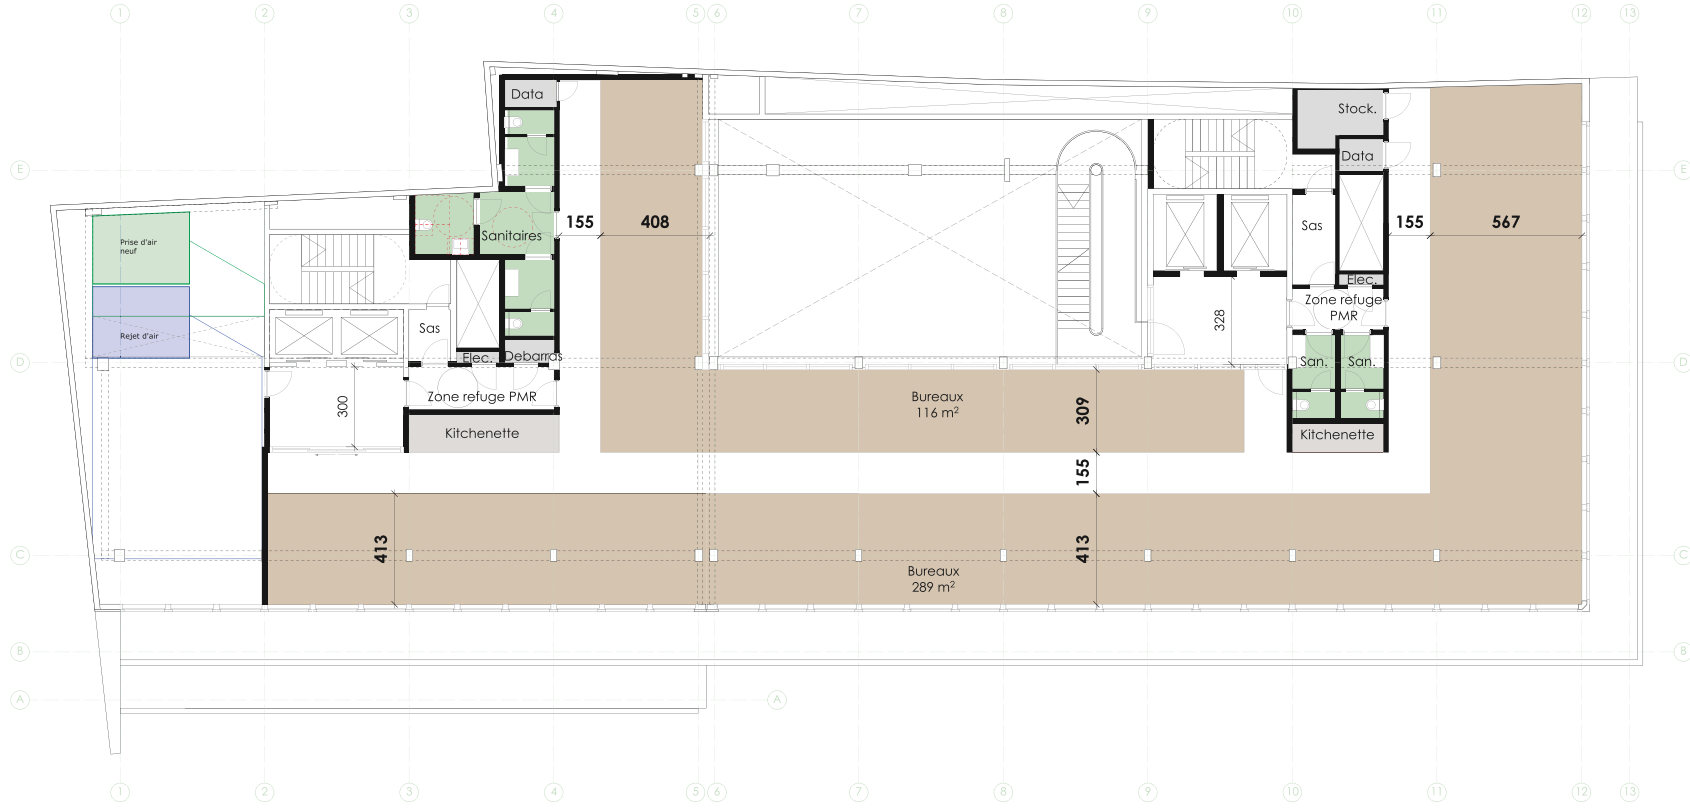 1 2 3 4 5 6 7 8 9 10 11 12 13
Data
Stock.
Data
E
E
155
408
155
567
Sanitaires
Sas
Prise d'air
neuf
Elec.
Zone refuge
PMR
328
Rejet d'air
Sas
Elec.
Debarras
D
D
San.
San.
Zone refuge PMR
300
Bureaux
116 m²
309
Kitchenette
Kitchenette
155
413
413
C
C
Bureaux
289 m²
B
B
A
A
1 2 3 4 5 6 7 8 9 10 11 12 13